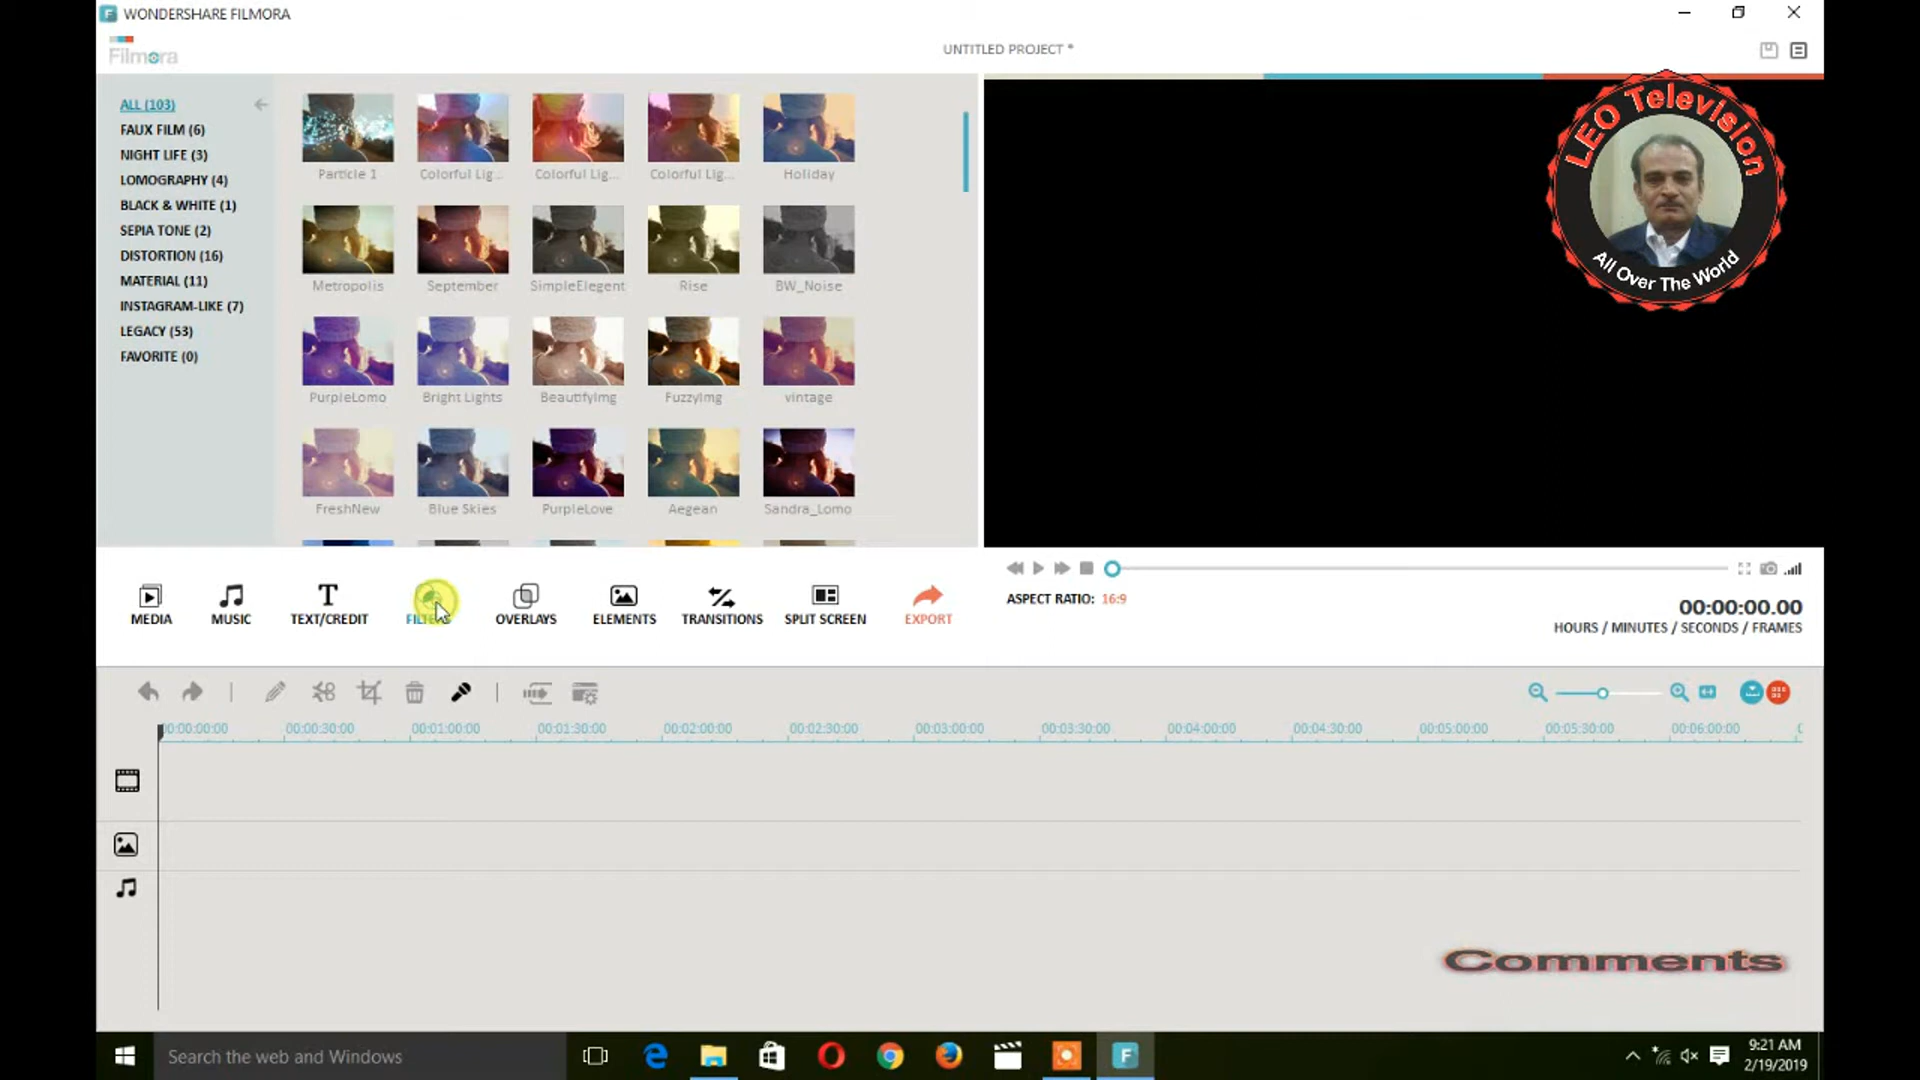 WONDERSHARE FILMORA
Filmora
UNTITLED PROJECT *
ALL (103)
FAUX FILM (6)
NIGHT LIFE (3)
LOMOGRAPHY (4)
BLACK & WHITE (1)
SEPIA TONE (2)
DISTORTION (16)
MATERIAL (11)
INSTAGRAM-LIKE (7)
LEGACY (53)
FAVORITE (0)
Particle 1 Colorful Lig... Colorful Lig... Colorful Lig... Holiday
Metropolis September SimpleElegent Rise BW_Noise
PurpleLomo Bright Lights BeautifyImg FuzzyImg vintage
FreshNew Blue Skies PurpleLove Aegean Sandra_Lomo
LEO Television
All Over The World
MEDIA MUSIC TEXT/CREDIT FILTERS OVERLAYS ELEMENTS TRANSITIONS SPLIT SCREEN EXPORT
ASPECT RATIO: 16:9
00:00:00.00
HOURS / MINUTES / SECONDS / FRAMES
00:00:00:00 00:00:30:00 00:01:00:00 00:01:30:00 00:02:00:00 00:02:30:00 00:03:00:00 00:03:30:00 00:04:00:00 00:04:30:00 00:05:00:00 00:05:30:00 00:06:00:00
Comments
Search the web and Windows
9:21 AM
2/19/2019